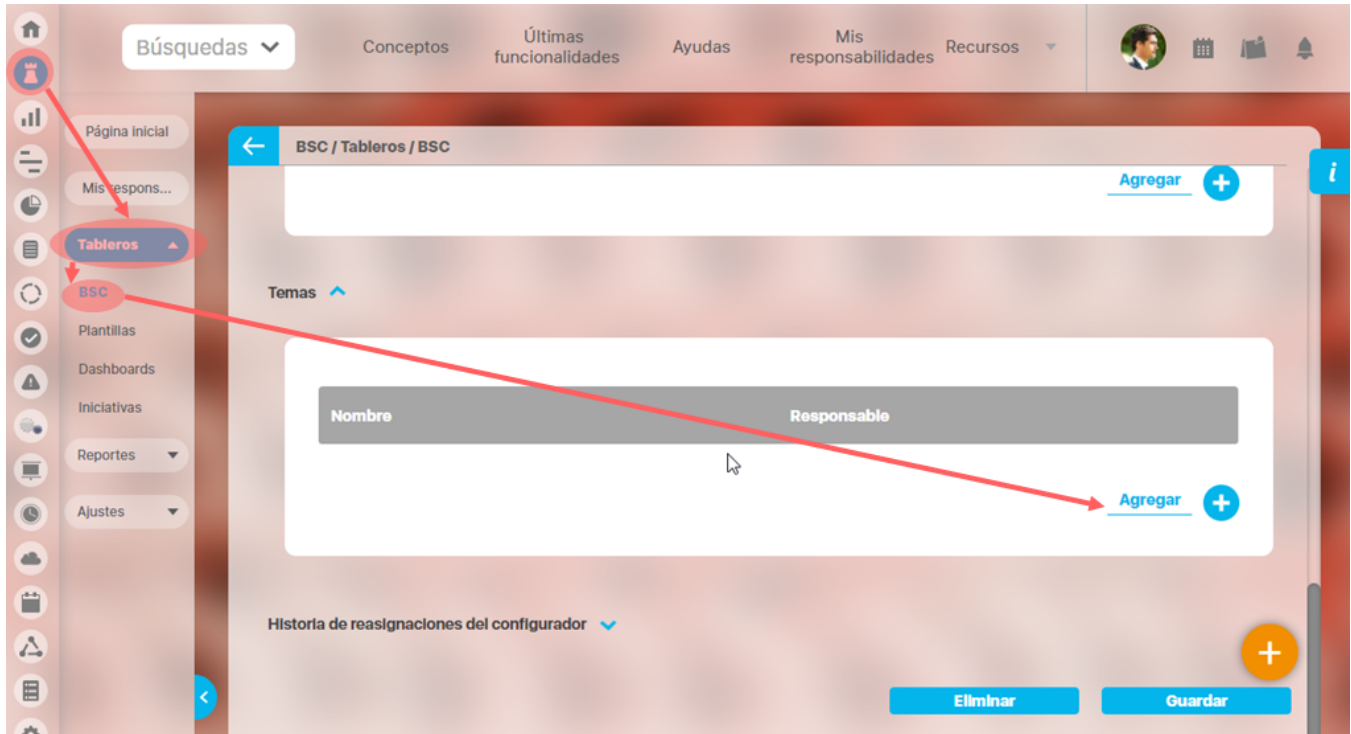 Búsquedas
Conceptos
Últimas
funcionalidades
Ayudas
Mis
responsabilidades
Recursos
Página inicial
Mis respons...
Tableros
BSC
Plantillas
Dashboards
Iniciativas
Reportes
Ajustes
BSC / Tableros / BSC
i
Agregar
Temas
Nombre
Responsable
Agregar
Historia de reasignaciones del configurador
Eliminar
Guardar